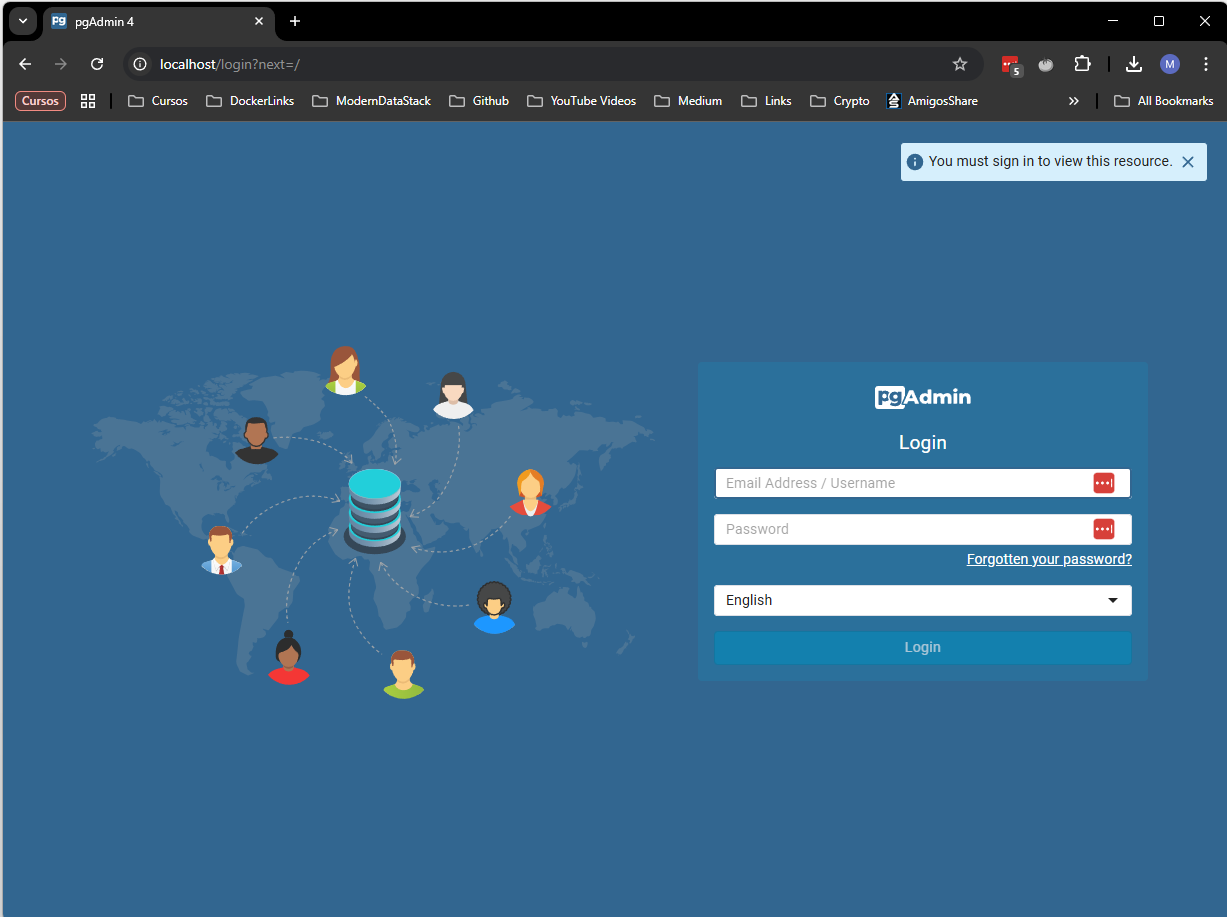 pg pgAdmin 4
localhost/login?next=/
5
M
Cursos
Cursos
DockerLinks
ModernDataStack
Github
YouTube Videos
Medium
Links
Crypto
AmigosShare
All Bookmarks
You must sign in to view this resource.
pgAdmin
Login
Email Address / Username
Password
Forgotten your password?
English
Login